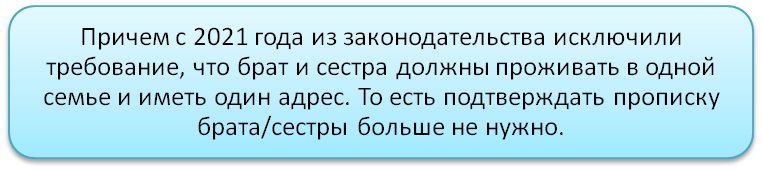 Причем с 2021 года из законодательства исключили
требование, что брат и сестра должны проживать в одной
семье и иметь один адрес. То есть подтверждать прописку
брата/сестры больше не нужно.